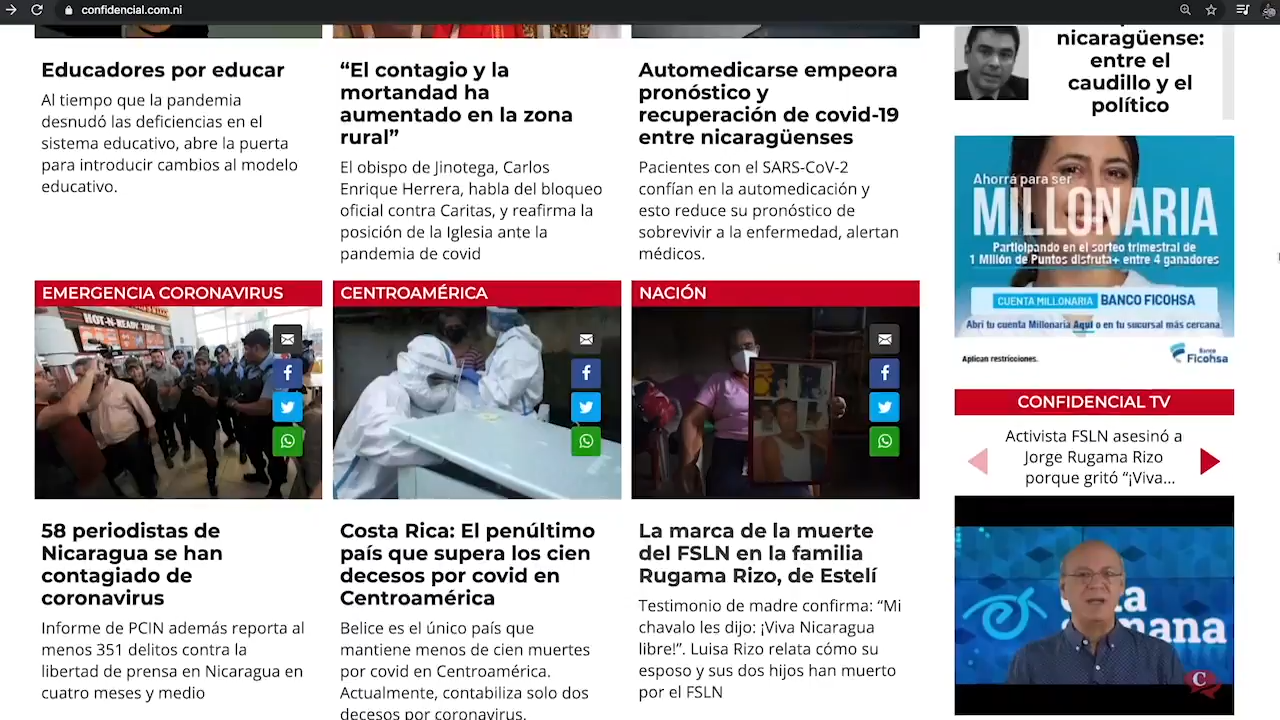 confidencial.com.ni
Educadores por educar
Al tiempo que la pandemia
desnudó las deficiencias en el
sistema educativo, abre la puerta
para introducir cambios al modelo
educativo.
“El contagio y la
mortandad ha
aumentado en la zona
rural”
El obispo de Jinotega, Carlos
Enrique Herrera, habla del bloqueo
oficial contra Caritas, y reafirma la
posición de la Iglesia ante la
pandemia de covid
Automedicarse empeora
pronóstico y
recuperación de covid-19
entre nicaragüenses
Pacientes con el SARS-CoV-2
confían en la automedicación y
esto reduce su pronóstico de
sobrevivir a la enfermedad, alertan
médicos.
nicaragüense:
entre el
caudillo y el
político
Ahorrá para ser
MILLONARIA
Participando en el sorteo trimestral de
1 Millón de Puntos disfruta+ entre 4 ganadores
CUENTA MILLONARIA BANCO FICOHSA
Abrí tu cuenta Millonaria Aquí o en tu sucursal más cercana.
Aplican restricciones.
Banco
Ficohsa
EMERGENCIA CORONAVIRUS
HOT-N-READY ZONE
58 periodistas de
Nicaragua se han
contagiado de
coronavirus
Informe de PCIN además reporta al
menos 351 delitos contra la
libertad de prensa en Nicaragua en
cuatro meses y medio
CENTROAMÉRICA
Costa Rica: El penúltimo
país que supera los cien
decesos por covid en
Centroamérica
Belice es el único país que
mantiene menos de cien muertes
por covid en Centroamérica.
Actualmente, contabiliza solo dos
decesos por coronavirus.
NACIÓN
La marca de la muerte
del FSLN en la familia
Rugama Rizo, de Estelí
Testimonio de madre confirma: “Mi
chavalo les dijo: ¡Viva Nicaragua
libre!”. Luisa Rizo relata cómo su
esposo y sus dos hijos han muerto
por el FSLN
CONFIDENCIAL TV
Activista FSLN asesinó a
Jorge Rugama Rizo
porque gritó “¡Viva...
C